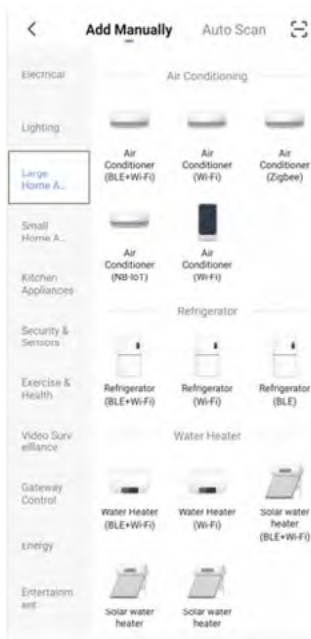 Add Manually
Auto Scan
Electrical
Lighting
Large
Home A...
Small
Home A...
Kitchen
Appliances
Security &
Sensors
Exercise &
Health
Video Surv
eillance
Gateway
Control
Energy
Entertainm
ent
Air Conditioning
Air
Conditioner
(BLE+Wi-Fi)
Air
Conditioner
(Wi-Fi)
Air
Conditioner
(Zigbee)
Air
Conditioner
(NB-IoT)
Air
Conditioner
(Wi-Fi)
Refrigerator
Refrigerator
(BLE+Wi-Fi)
Refrigerator
(Wi-Fi)
Refrigerator
(BLE)
Water Heater
Water Heater
(BLE+Wi-Fi)
Water Heater
(Wi-Fi)
Solar water
heater
(BLE+Wi-Fi)
Solar water
heater
Solar water
heater